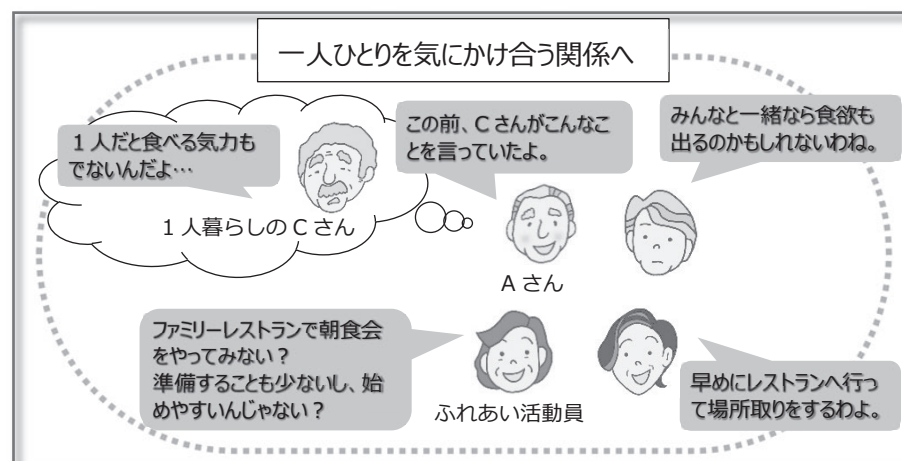 一人ひとりを気にかけ合う関係へ
1人だと食べる気力も
でないんだよ…
1人暮らしのCさん
この前、Cさんがこんなこ
とを言っていたよ。
Aさん
みんなと一緒なら食欲も
出るのかもしれないわね。
ファミリーレストランで朝食会
をやってみない?
準備することも少ないし、始
めやすいんじゃない?
ふれあい活動員
早めにレストランへ行っ
て場所取りをするわよ。